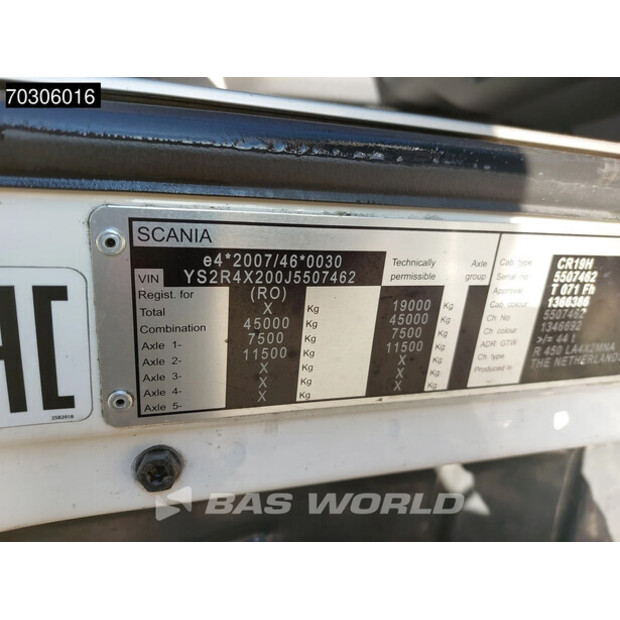 70306016
SCANIA
e4*2007/46*0030
VIN YS2R4X200J5507462
Technically permissible
Axle group
Regist. for (RO)
Total X Kg 19000 Kg
Combination 45000 Kg 45000 Kg
Axle 1- 7500 Kg 7500 Kg
Axle 2- 11500 Kg 11500 Kg
Axle 3- X Kg X Kg
Axle 4- X Kg X Kg
Axle 5- X Kg X Kg
Cab. type CR19H
Serial no. 5507462
Approval T 071 Fb
Cab. colour 1366386
Ch. No. 5507462
Ch. colour 1346692
ADR. GTW >/= 44 t
Ch. type R 450 LA4X2MNA
Produced in THE NETHERLANDS
2582616
BAS WORLD